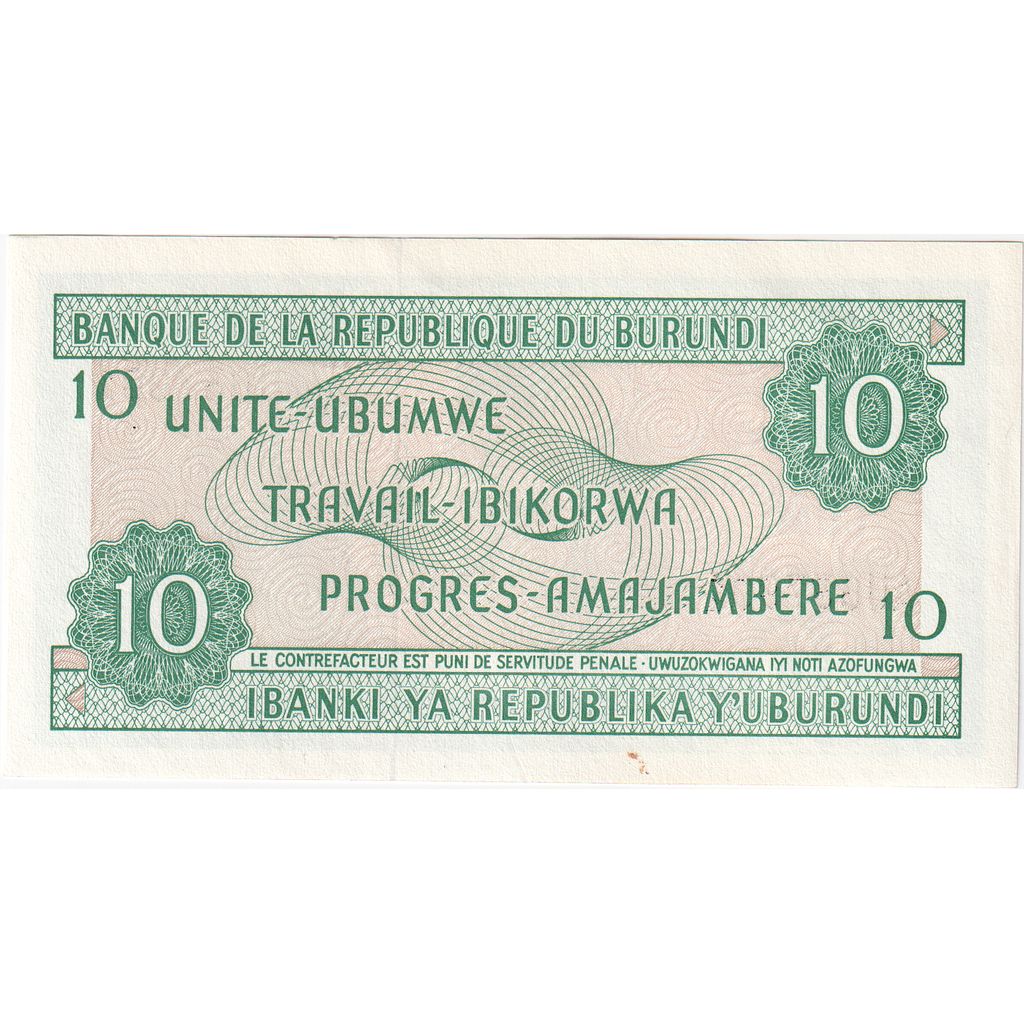 BANQUE DE LA REPUBLIQUE DU BURUNDI
10
10
UNITE-UBUMWE
TRAVAIL-IBIKORWA
PROGRES-AMAJAMBERE
10
10
LE CONTREFACTEUR EST PUNI DE SERVITUDE PENALE · UWUZOKWIGANA IYI NOTI AZOFUNGWA
IBANKI YA REPUBLIKA Y'UBURUNDI